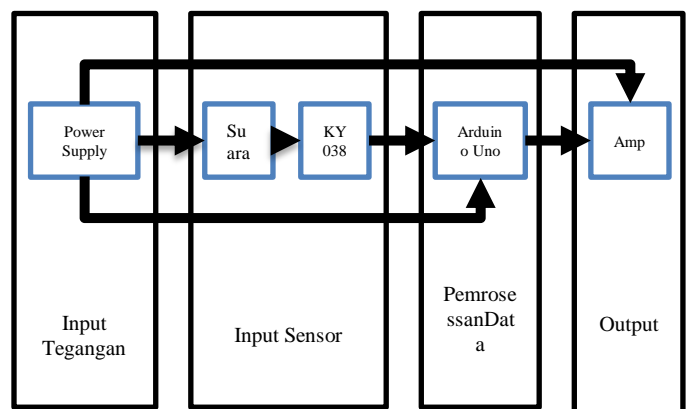 Power
Supply
Su
ara
KY
038
Arduin
o Uno
Amp
Input
Tegangan
Input Sensor
Pemrose
ssanDat
a
Output